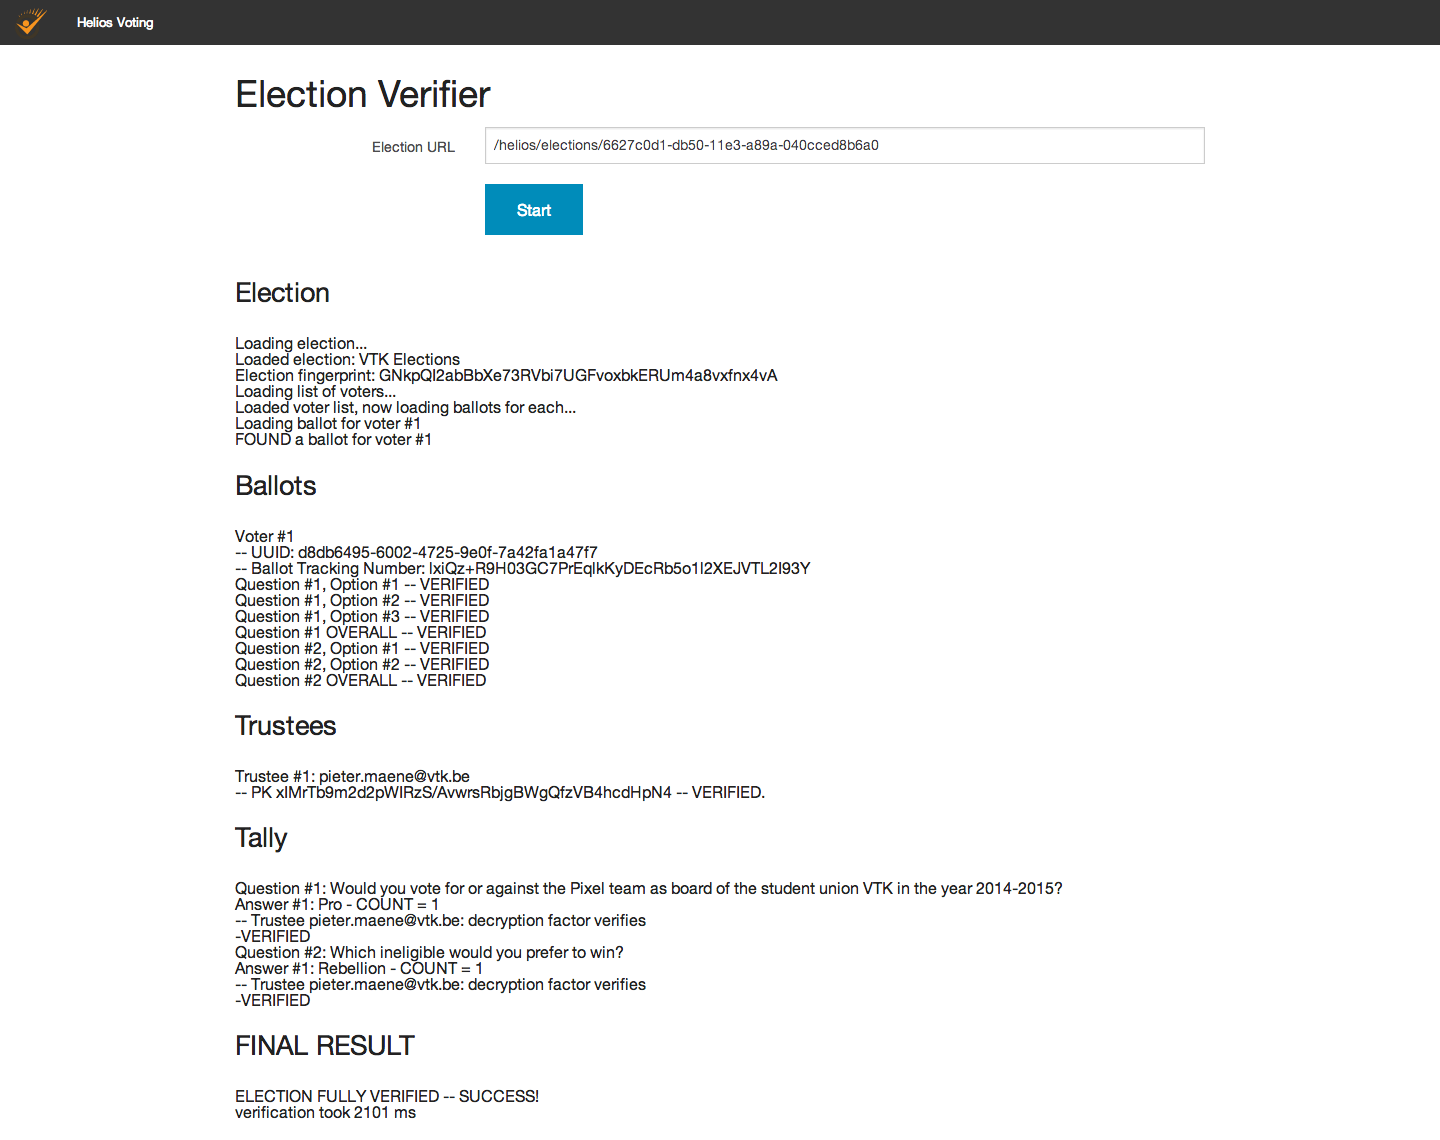 Helios Voting
Election Verifier
Election URL
/helios/elections/6627c0d1-db50-11e3-a89a-040cced8b6a0
Start
Election
Loading election...
Loaded election: VTK Elections
Election fingerprint: GNkpQI2abBbXe73RVbi7UGFvoxbkERUm4a8vxfnx4vA
Loading list of voters...
Loaded voter list, now loading ballots for each...
Loading ballot for voter #1
FOUND a ballot for voter #1
Ballots
Voter #1
-- UUID: d8db6495-6002-4725-9e0f-7a42fa1a47f7
-- Ballot Tracking Number: lxiQz+R9H03GC7PrEqlkKyDEcRb5o1l2XEJVTL2I93Y
Question #1, Option #1 -- VERIFIED
Question #1, Option #2 -- VERIFIED
Question #1, Option #3 -- VERIFIED
Question #1 OVERALL -- VERIFIED
Question #2, Option #1 -- VERIFIED
Question #2, Option #2 -- VERIFIED
Question #2 OVERALL -- VERIFIED
Trustees
Trustee #1: pieter.maene@vtk.be
-- PK xIMrTb9m2d2pWIRzS/AvwrsRbjgBWgQfzVB4hcdHpN4 -- VERIFIED.
Tally
Question #1: Would you vote for or against the Pixel team as board of the student union VTK in the year 2014-2015?
Answer #1: Pro - COUNT = 1
-- Trustee pieter.maene@vtk.be: decryption factor verifies
-VERIFIED
Question #2: Which ineligible would you prefer to win?
Answer #1: Rebellion - COUNT = 1
-- Trustee pieter.maene@vtk.be: decryption factor verifies
-VERIFIED
FINAL RESULT
ELECTION FULLY VERIFIED -- SUCCESS!
verification took 2101 ms